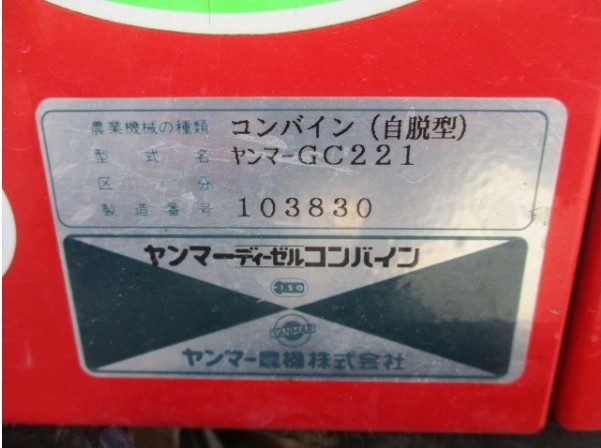 農業機械の種類 コンバイン（自脱型）
型式名 ヤンマーGC221
区分
製造番号 103830
ヤンマーディーゼルコンバイン
ISO
YANMAR
ヤンマー農機株式会社